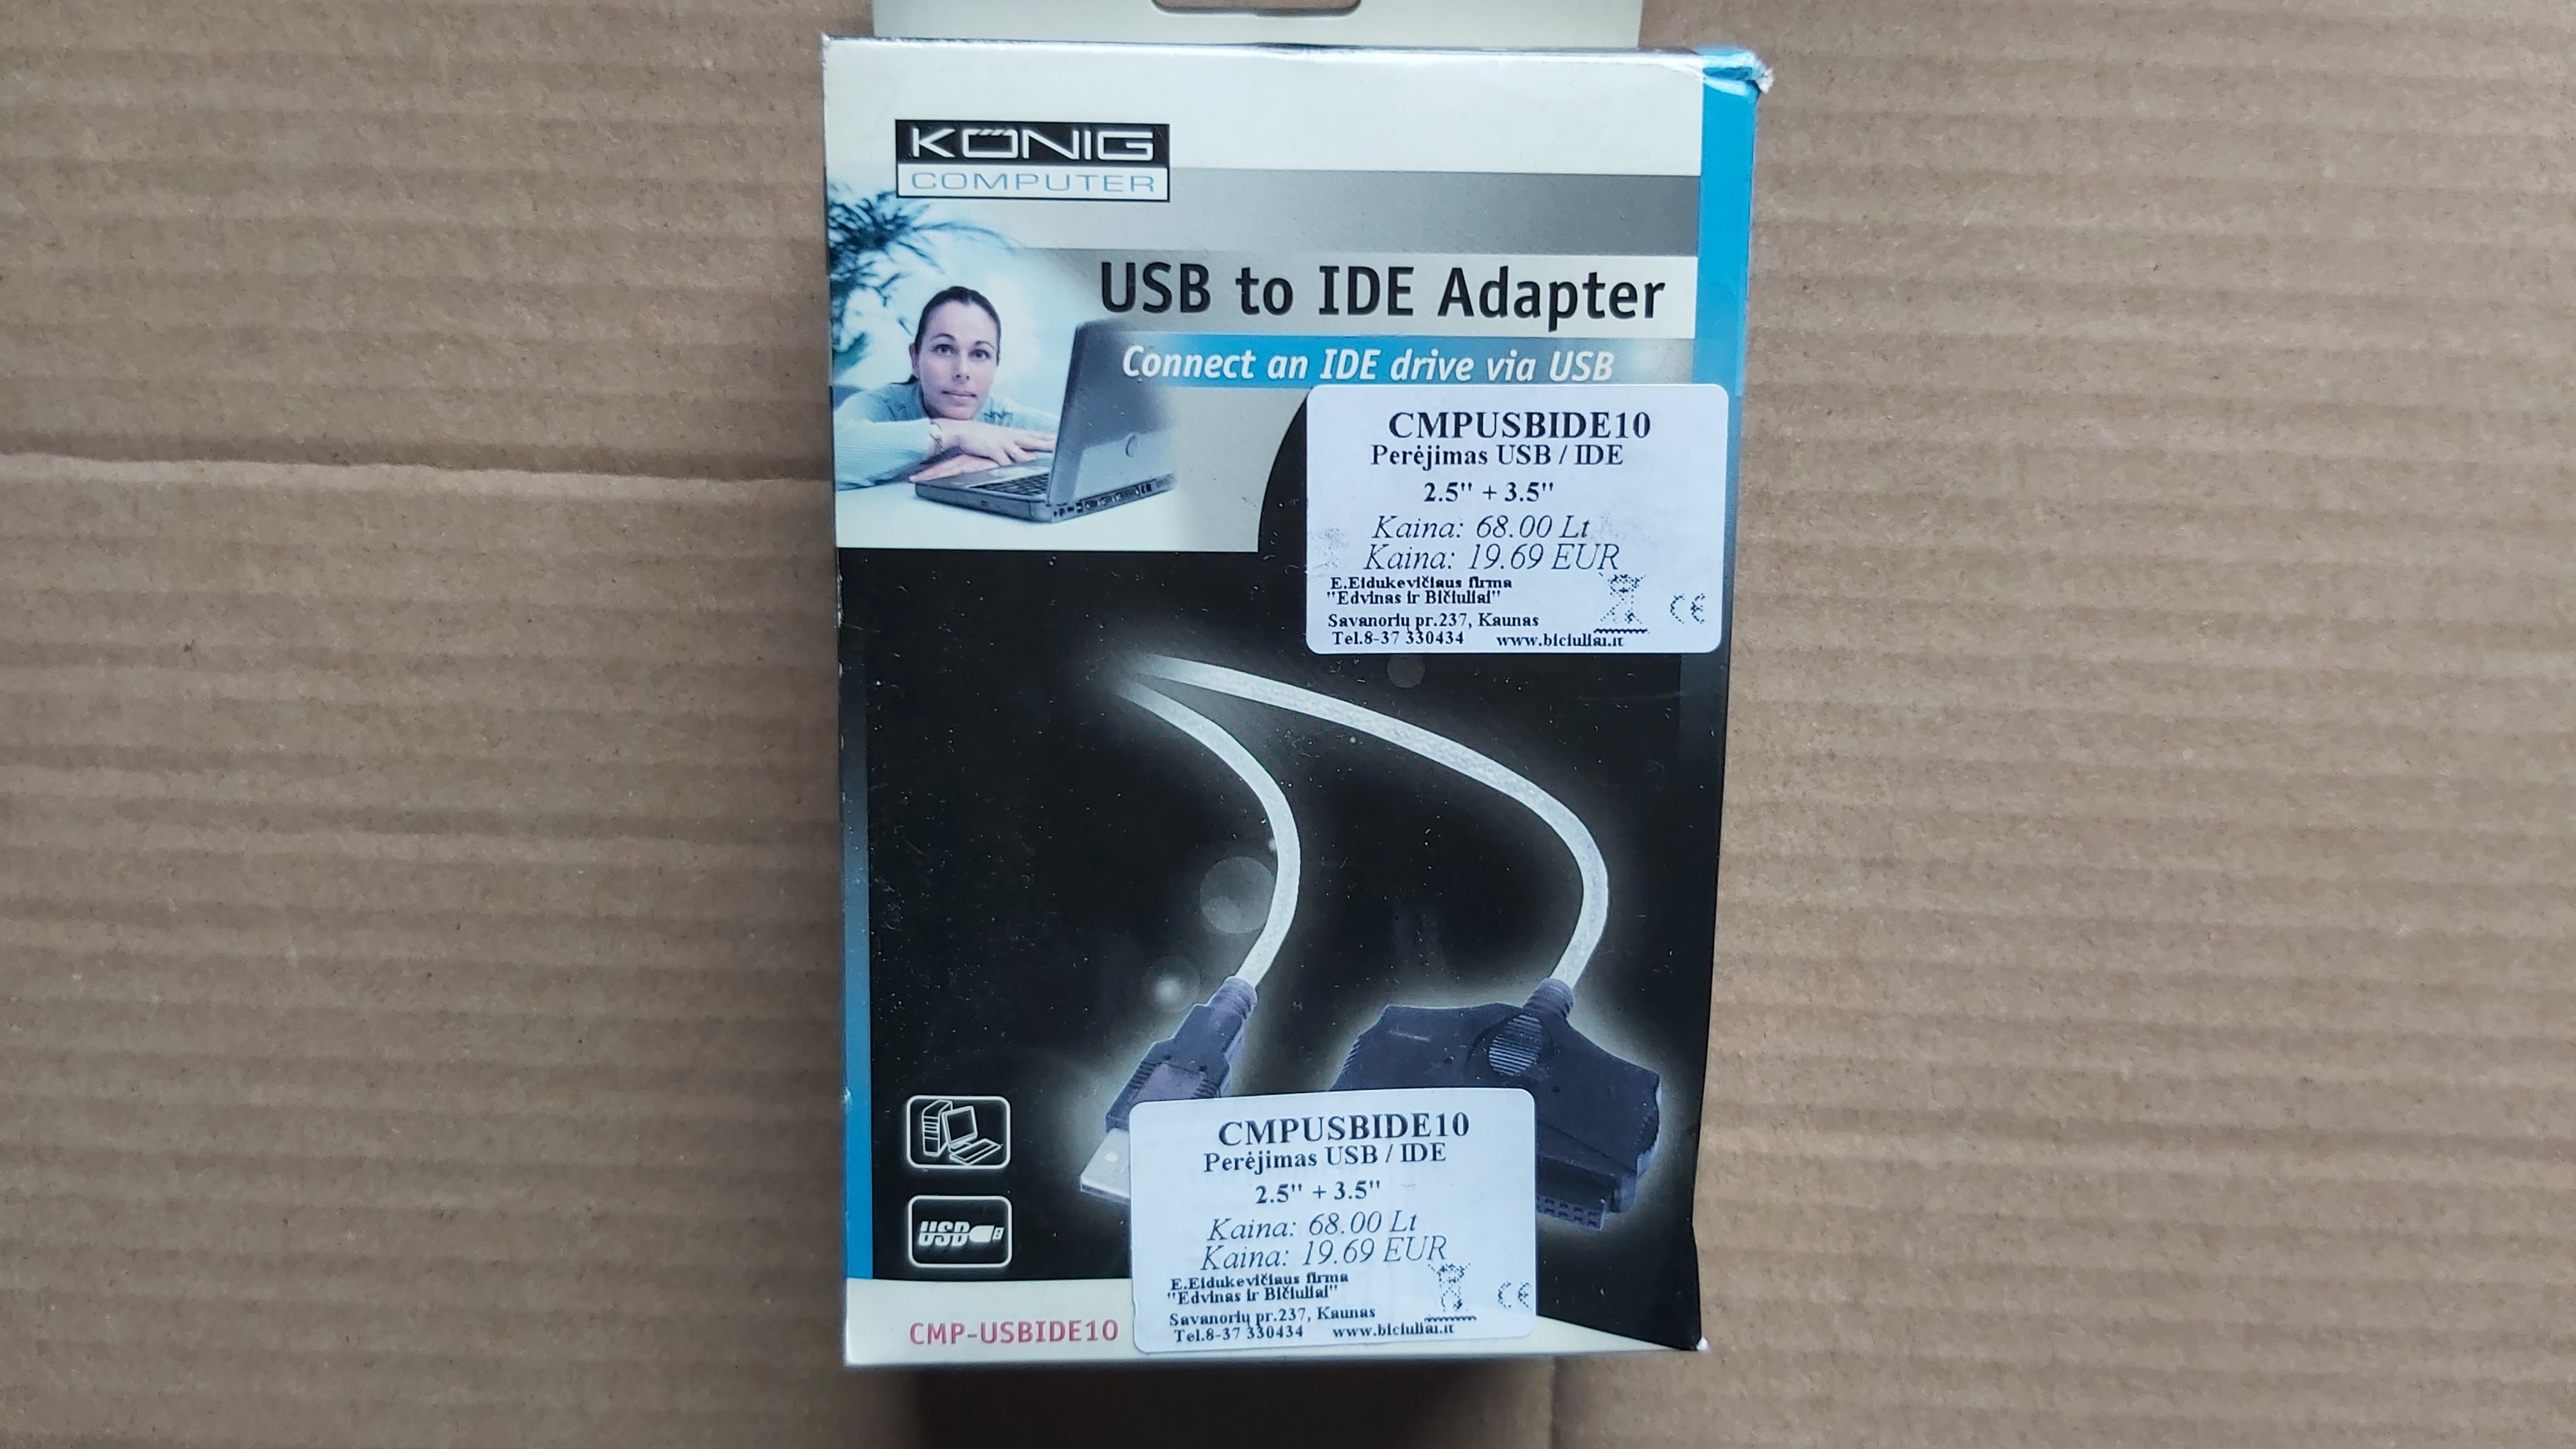 KÖNIG
COMPUTER
USB to IDE Adapter
Connect an IDE drive via USB
CMPUSBIDE10
Perėjimas USB / IDE
2.5" + 3.5"
Kaina: 68.00 Lt
Kaina: 19.69 EUR
E.Eidukevičiaus firma
"Edvinas ir Bičiuliai"
Savanorių pr.237, Kaunas
Tel.8-37 330434 www.biciuliai.lt
CE
CMPUSBIDE10
Perėjimas USB / IDE
2.5" + 3.5"
Kaina: 68.00 Lt
Kaina: 19.69 EUR
E.Eidukevičiaus firma
"Edvinas ir Bičiuliai"
Savanorių pr.237, Kaunas
Tel.8-37 330434 www.biciuliai.lt
CE
USB
CMP-USBIDE10